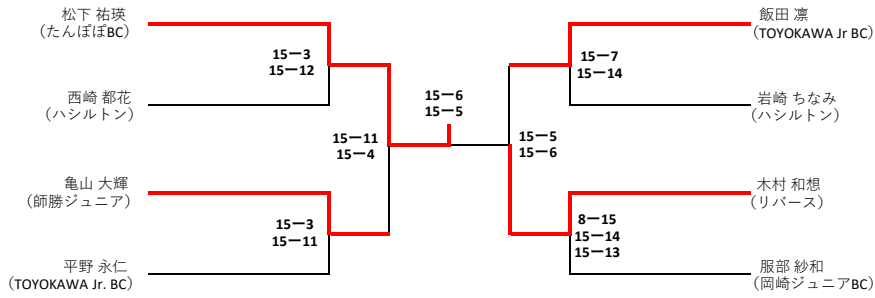 松下 祐瑛
(たんぽぽBC)
15ー3
15ー12
西崎 都花
(ハシルトン)
15ー11
15ー4
亀山 大輝
(師勝ジュニア)
15ー3
15ー11
平野 永仁
(TOYOKAWA Jr. BC)
15ー6
15ー5
飯田 凛
(TOYOKAWA Jr BC)
15ー7
15ー14
岩崎 ちなみ
(ハシルトン)
15ー5
15ー6
木村 和想
(リバース)
8ー15
15ー14
15ー13
服部 紗和
(岡崎ジュニアBC)